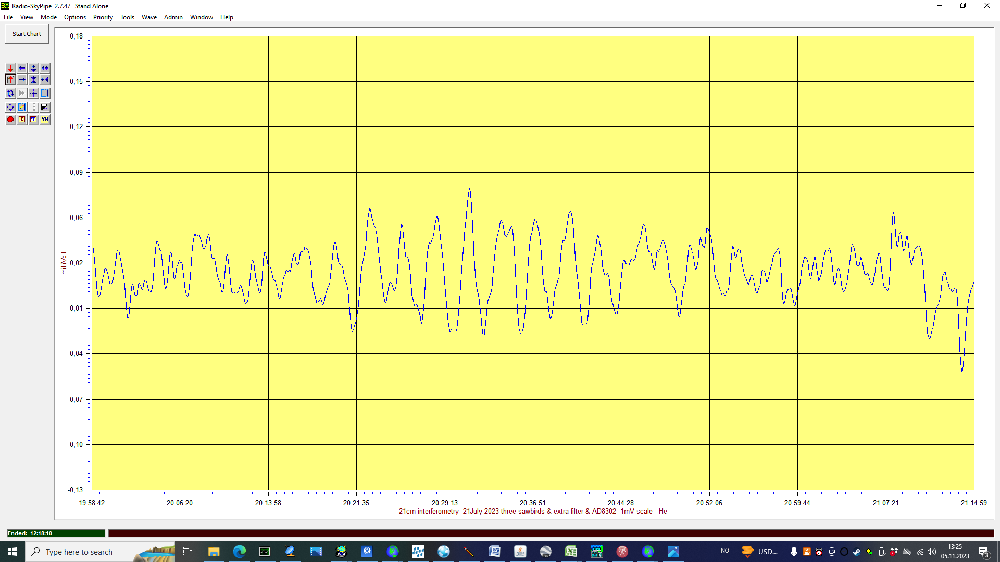 Radio-SkyPipe 2.7.47 Stand Alone
File View Mode Options Priority Tools Wave Admin Window Help
Start Chart
0,18
0,15
0,12
0,09
0,06
0,02
-0,01
-0,04
-0,07
-0,10
-0,13
milliVolt
I T Y0
19:58:42 20:06:20 20:13:58 20:21:35 20:29:13 20:36:51 20:44:28 20:52:06 20:59:44 21:07:21 21:14:59
21cm interferometry 21July 2023 three sawbirds & extra filter & AD8302 1mV scale He
Ended: 12:18:10
Type here to search
NO
USD...
13:25
05.11.2023
3